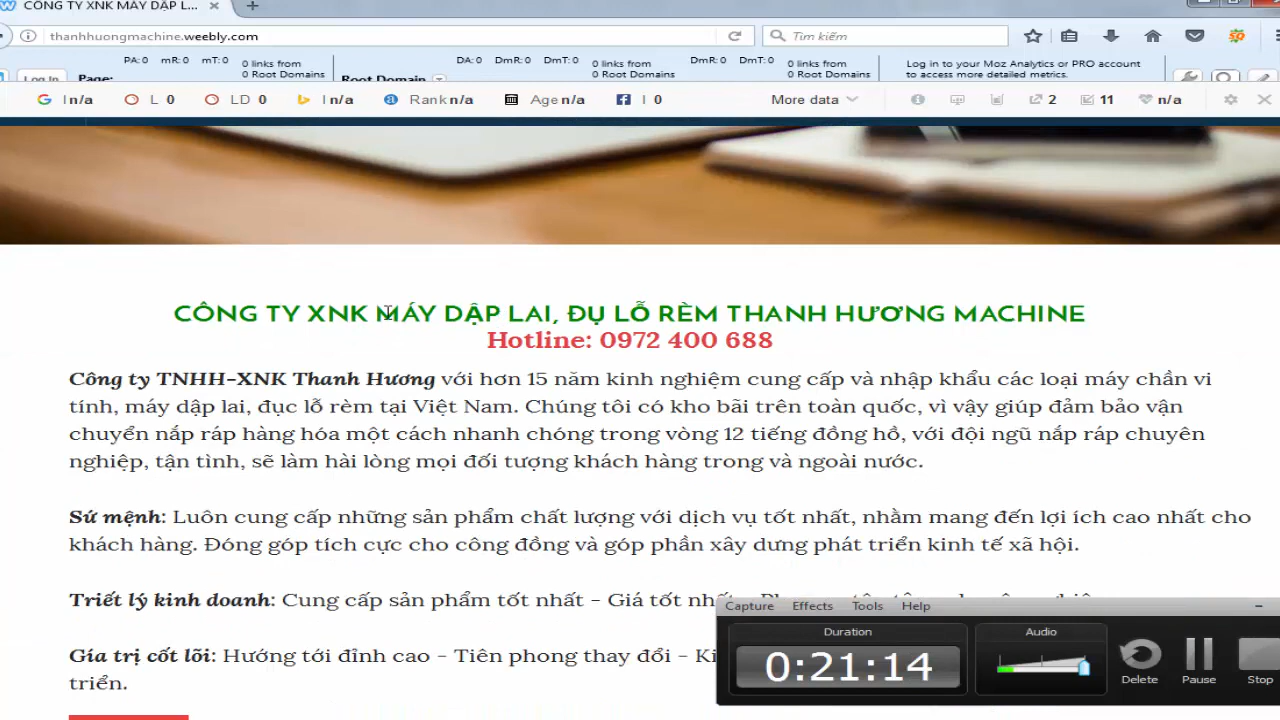 CÔNG TY XNK MÁY DẬP L...
thanhhuongmachine.weebly.com
Tìm kiếm
PA: 0 mR: 0 mT: 0 0 links from DA: 0 DmR: 0 DmT: 0 0 links from DmR: 0 DmT: 0 0 links from Log in to your Moz Analytics or PRO account
Log In Page: 0 Root Domains Root Domain 0 Root Domains 0 Root Domains to access more detailed metrics.
I n/a L 0 LD 0 I n/a Rank n/a Age n/a I 0 More data 2 11 n/a
CÔNG TY XNK MÁY DẬP LAI, ĐỤ LỖ RÈM THANH HƯƠNG MACHINE
Hotline: 0972 400 688
Công ty TNHH-XNK Thanh Hương với hơn 15 năm kinh nghiệm cung cấp và nhập khẩu các loại máy chần vi
tính, máy dập lai, đục lỗ rèm tại Việt Nam. Chúng tôi có kho bãi trên toàn quốc, vì vậy giúp đảm bảo vận
chuyển nắp ráp hàng hóa một cách nhanh chóng trong vòng 12 tiếng đồng hồ, với đội ngũ nắp ráp chuyên
nghiệp, tận tình, sẽ làm hài lòng mọi đối tượng khách hàng trong và ngoài nước.
Sứ mệnh: Luôn cung cấp những sản phẩm chất lượng với dịch vụ tốt nhất, nhằm mang đến lợi ích cao nhất cho
khách hàng. Đóng góp tích cực cho công đồng và góp phần xây dưng phát triển kinh tế xã hội.
Triết lý kinh doanh: Cung cấp sản phẩm tốt nhất - Giá tốt nhất
Gía trị cốt lõi: Hướng tới đỉnh cao - Tiên phong thay đổi -
triển.
Capture Effects Tools Help
Duration Audio
0:21:14
Delete Pause Stop